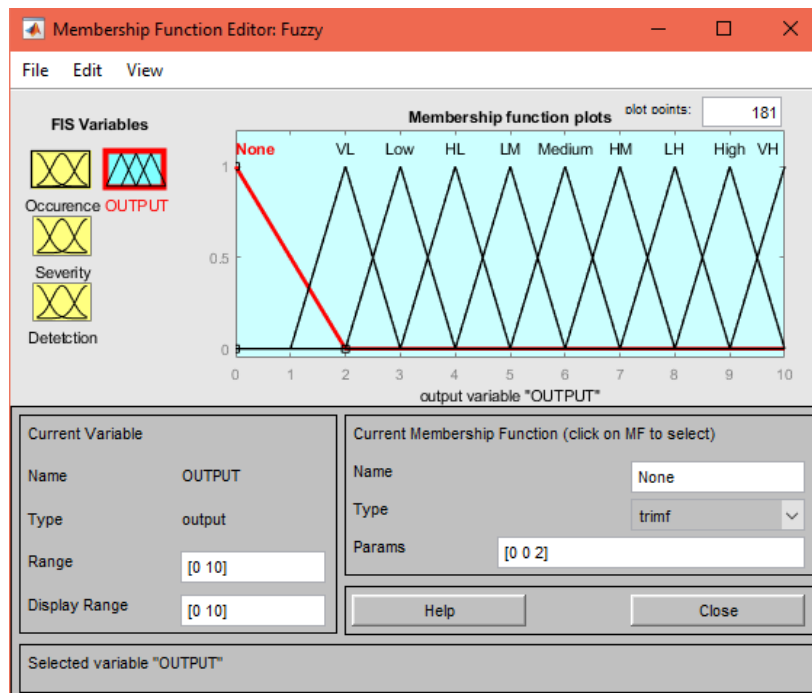 Membership Function Editor: Fuzzy
File Edit View
FIS Variables
Membership function plots
plot points:
181
None VL Low HL LM Medium HM LH High VH
Occurence OUTPUT
Severity
Detetction
1
0.5
0
0 1 2 3 4 5 6 7 8 9 10
output variable "OUTPUT"
Current Variable
Name OUTPUT
Type output
Range [0 10]
Display Range [0 10]
Current Membership Function (click on MF to select)
Name None
Type trimf
Params [0 0 2]
Help Close
Selected variable "OUTPUT"